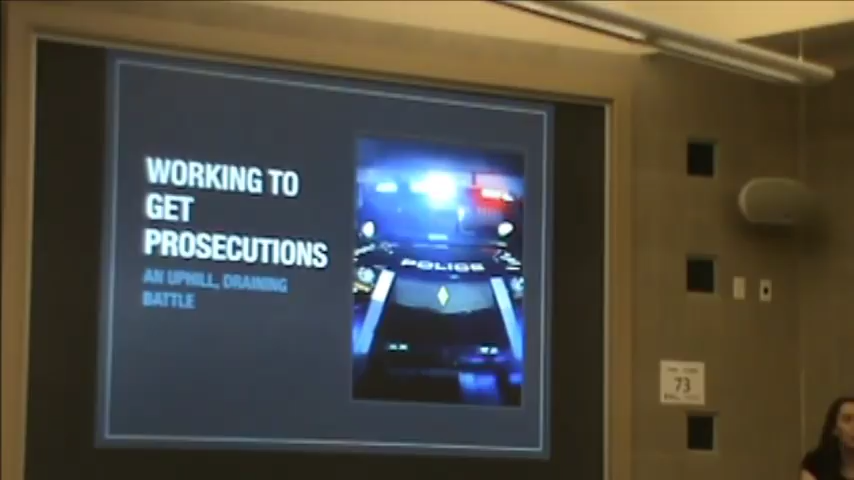 WORKING TO
GET
PROSECUTIONS
AN UPHILL, DRAINING
BATTLE
POLICE
73